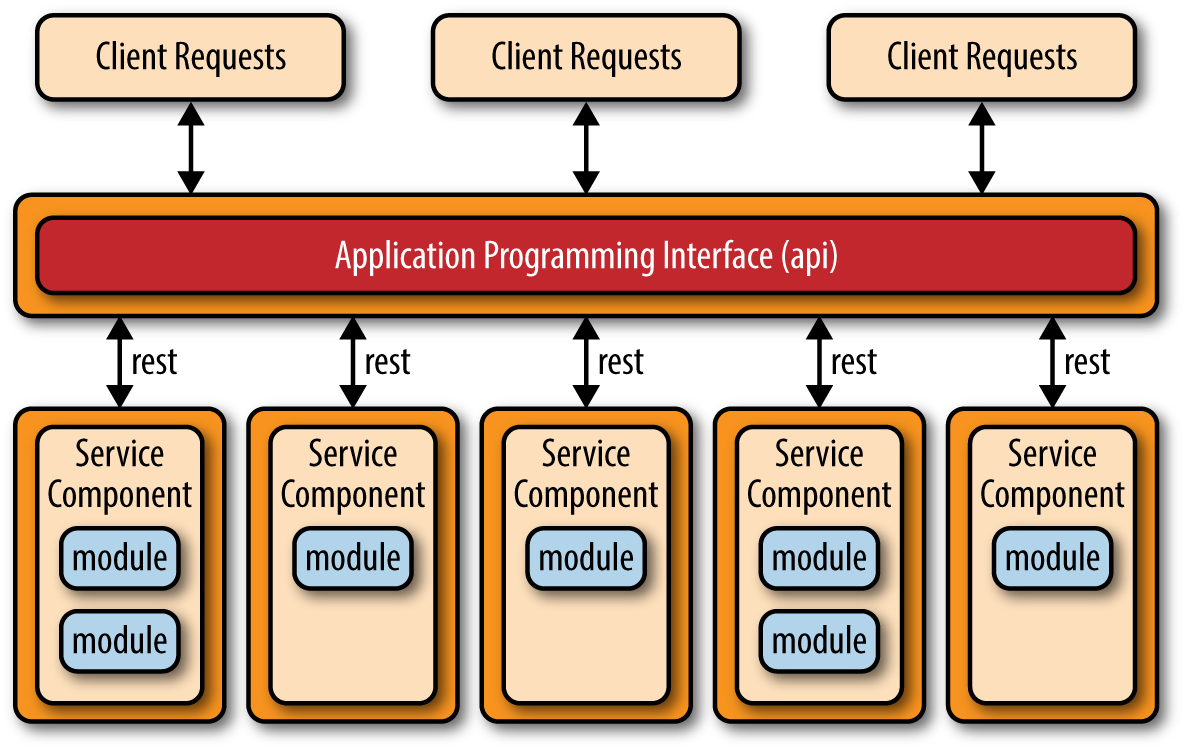 Client Requests
Client Requests
Client Requests
Application Programming Interface (api)
rest
rest
rest
rest
rest
Service
Component
module
module
Service
Component
module
Service
Component
module
Service
Component
module
module
Service
Component
module